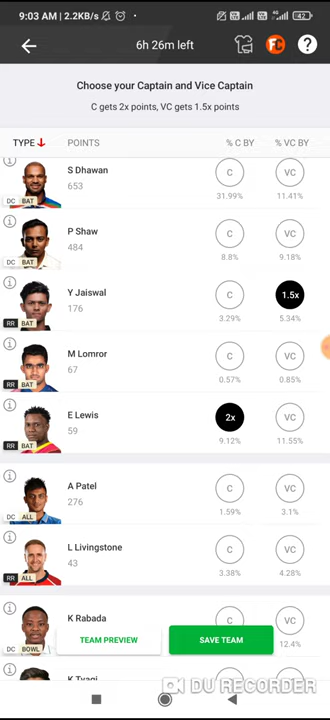 9:03 AM | 2.2KB/s
42
6h 26m left
FC
?
Choose your Captain and Vice Captain
C gets 2x points, VC gets 1.5x points
TYPE POINTS % C BY % VC BY
S Dhawan
653
C VC
DC BAT
31.99% 11.41%
P Shaw
484
C VC
DC BAT
8.8% 9.18%
Y Jaiswal
176
C 1.5x
RR BAT
3.29% 5.34%
M Lomror
67
C VC
RR BAT
0.57% 0.85%
E Lewis
59
2x VC
RR BAT
9.12% 11.55%
A Patel
276
C VC
DC ALL
1.59% 3.1%
L Livingstone
43
C VC
RR ALL
3.38% 4.28%
K Rabada
C VC
DC BOWL
TEAM PREVIEW
SAVE TEAM
12.4%
K Tyagi
DU RECORDER